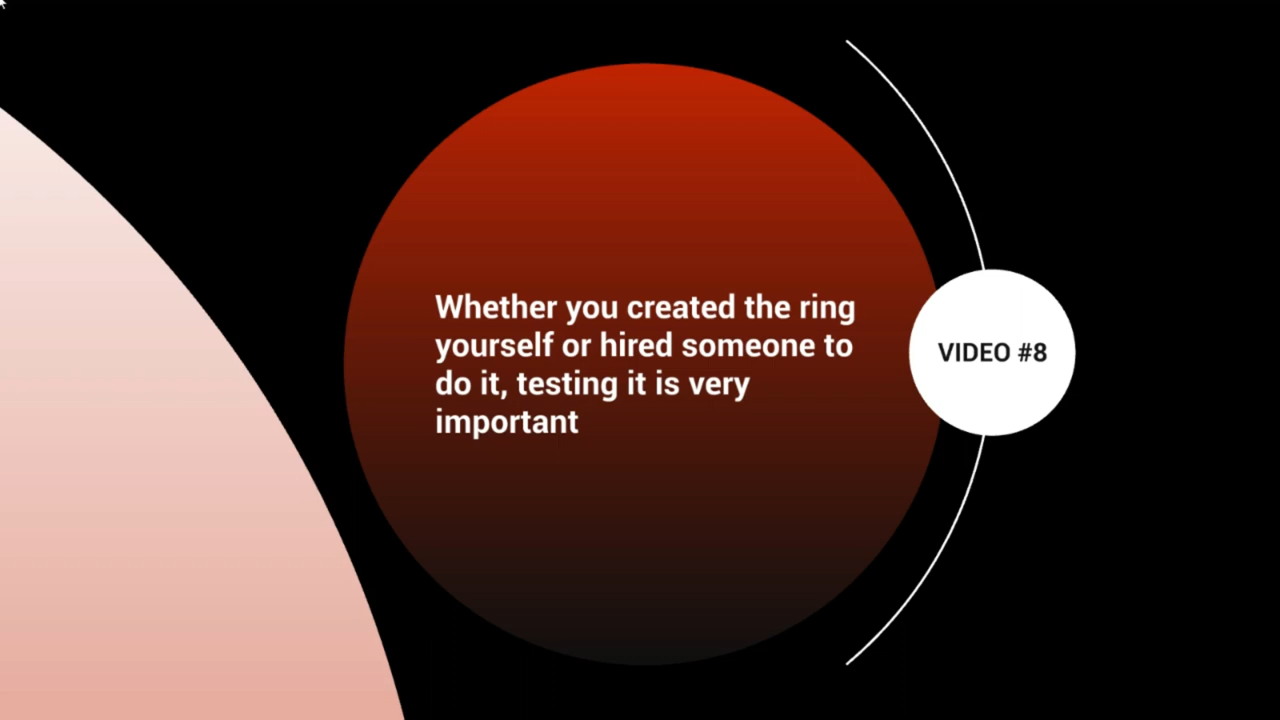 Whether you created the ring
yourself or hired someone to
do it, testing it is very
important
VIDEO #8